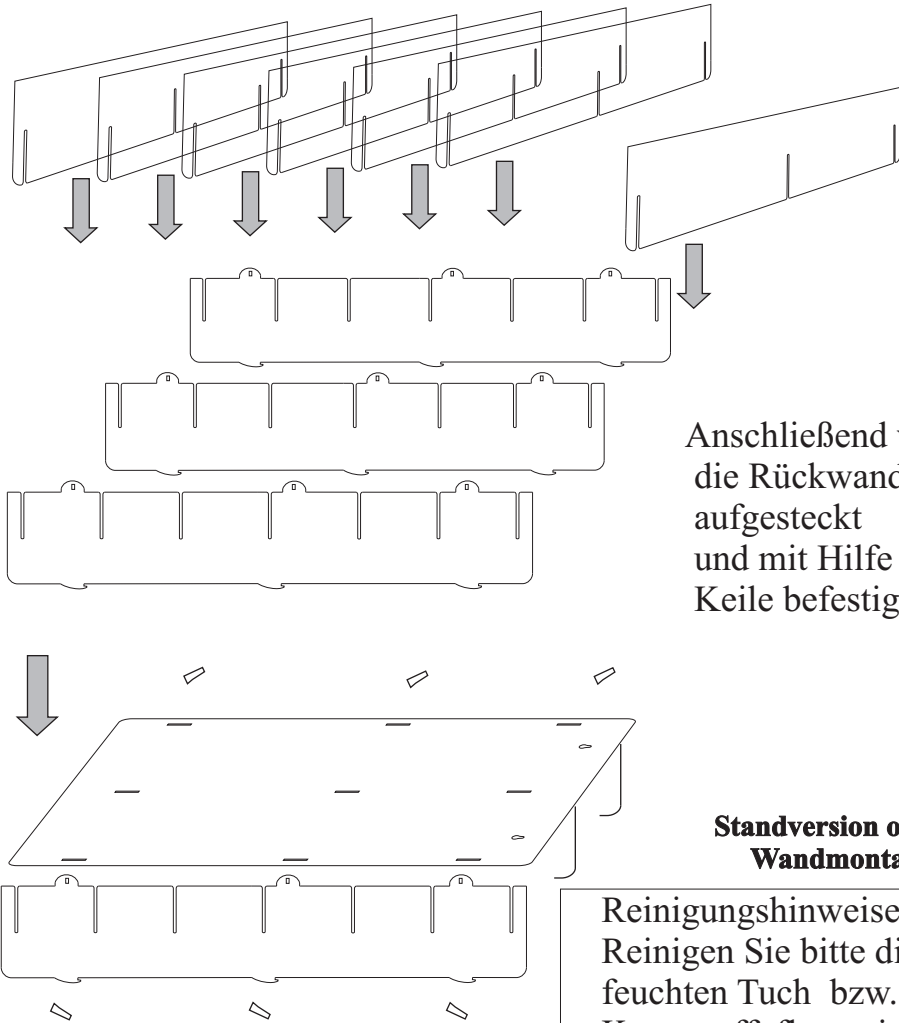 Anschließend
die Rückwand
aufgesteckt
und mit Hilfe
Keile befestig
Standversion o
Wandmonta
Reinigungshinweise
Reinigen Sie bitte di
feuchten Tuch bzw.